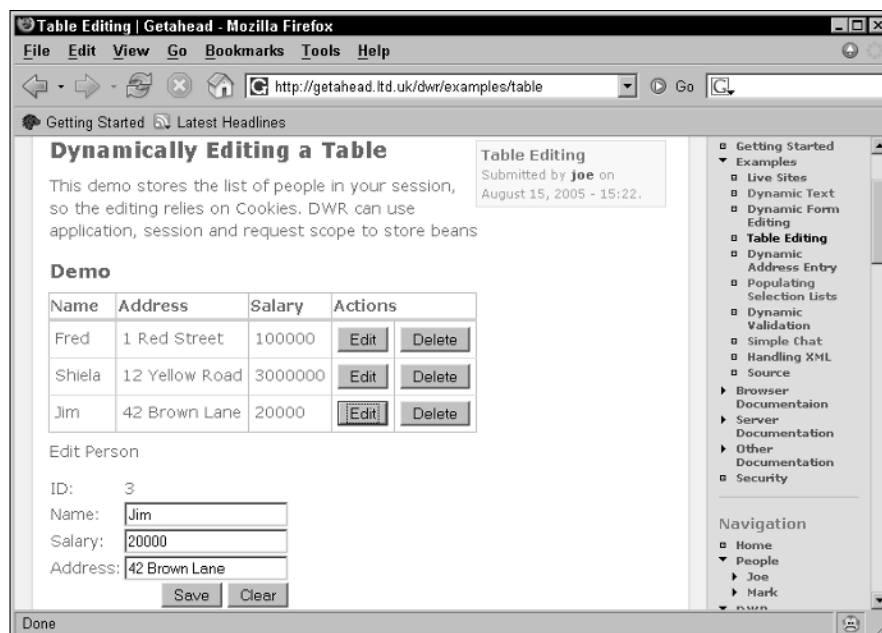 Table Editing | Getahead - Mozilla Firefox
File Edit View Go Bookmarks Tools Help
http://getahead.ltd.uk/dwr/examples/table Go
Getting Started Latest Headlines
Dynamically Editing a Table
This demo stores the list of people in your session,
so the editing relies on Cookies. DWR can use
application, session and request scope to store beans
Table Editing
Submitted by joe on
August 15, 2005 - 15:22.
Demo
Name Address Salary Actions
Fred 1 Red Street 100000 Edit Delete
Shiela 12 Yellow Road 3000000 Edit Delete
Jim 42 Brown Lane 20000 Edit Delete
Edit Person
ID: 3
Name: Jim
Salary: 20000
Address: 42 Brown Lane
Save Clear
Getting Started
Examples
Live Sites
Dynamic Text
Dynamic Form
Editing
Table Editing
Dynamic
Address Entry
Populating
Selection Lists
Dynamic
Validation
Simple Chat
Handling XML
Source
Browser
Documentaion
Server
Documentation
Other
Documentation
Security
Navigation
Home
People
Joe
Mark
DWR
Done